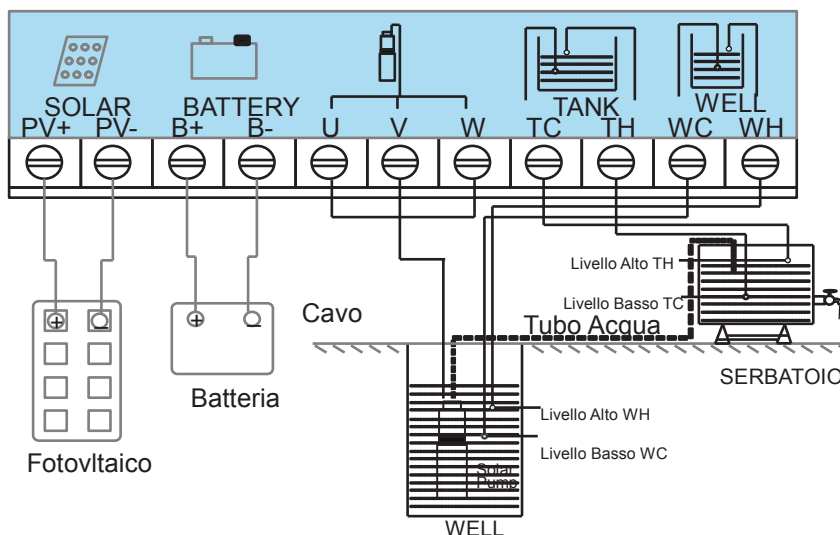 SOLAR BATTERY TANK WELL
PV+ PV- B+ B- U V W TC TH WC WH
Livello Alto TH
Livello Basso TC
Cavo
Tubo Acqua
SERBATOIO
+ - + -
Batteria
Livello Alto WH
Livello Basso WC
Fotovltaico
Solar
Pump
WELL